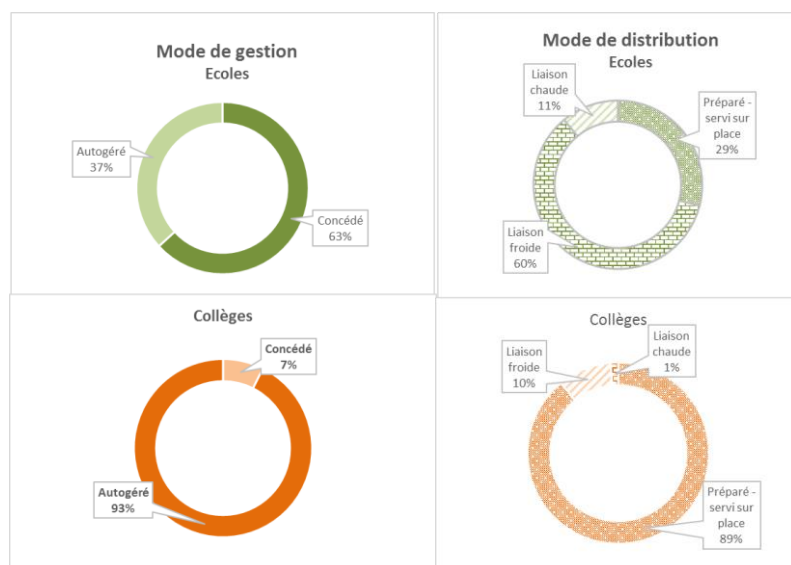 Mode de gestion
Ecoles
Autogéré
37%
Concédé
63%
Mode de distribution
Ecoles
Liaison
chaude
11%
Préparé -
servi sur
place
29%
Liaison
froide
60%
Collèges
Concédé
7%
Autogéré
93%
Collèges
Liaison
froide
10%
Liaison
chaude
1%
Préparé -
servi sur
place
89%